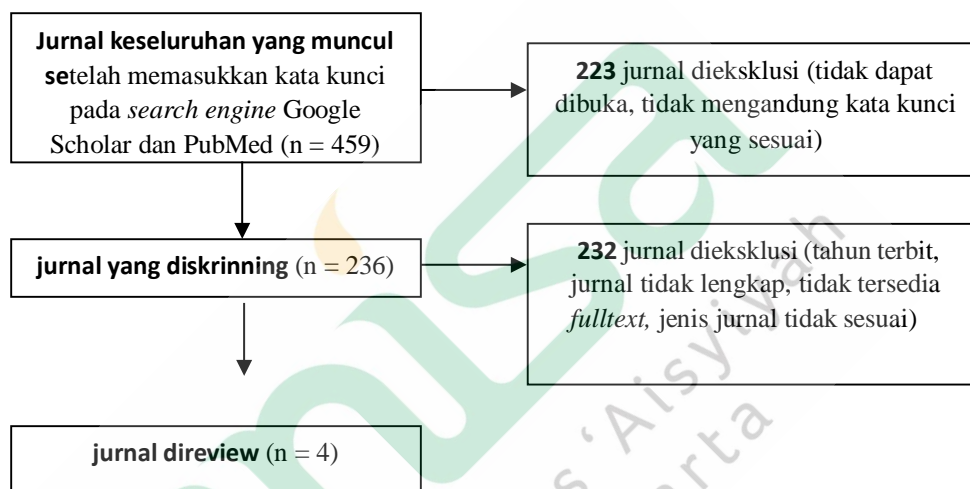 Jurnal keseluruhan yang muncul
setelah memasukkan kata kunci
pada search engine Google
Scholar dan PubMed (n = 459)
223 jurnal dieksklusi (tidak dapat
dibuka, tidak mengandung kata kunci
yang sesuai)
jurnal yang diskrinning (n = 236)
232 jurnal dieksklusi (tahun terbit,
jurnal tidak lengkap, tidak tersedia
fulltext, jenis jurnal tidak sesuai)
jurnal direview (n = 4)